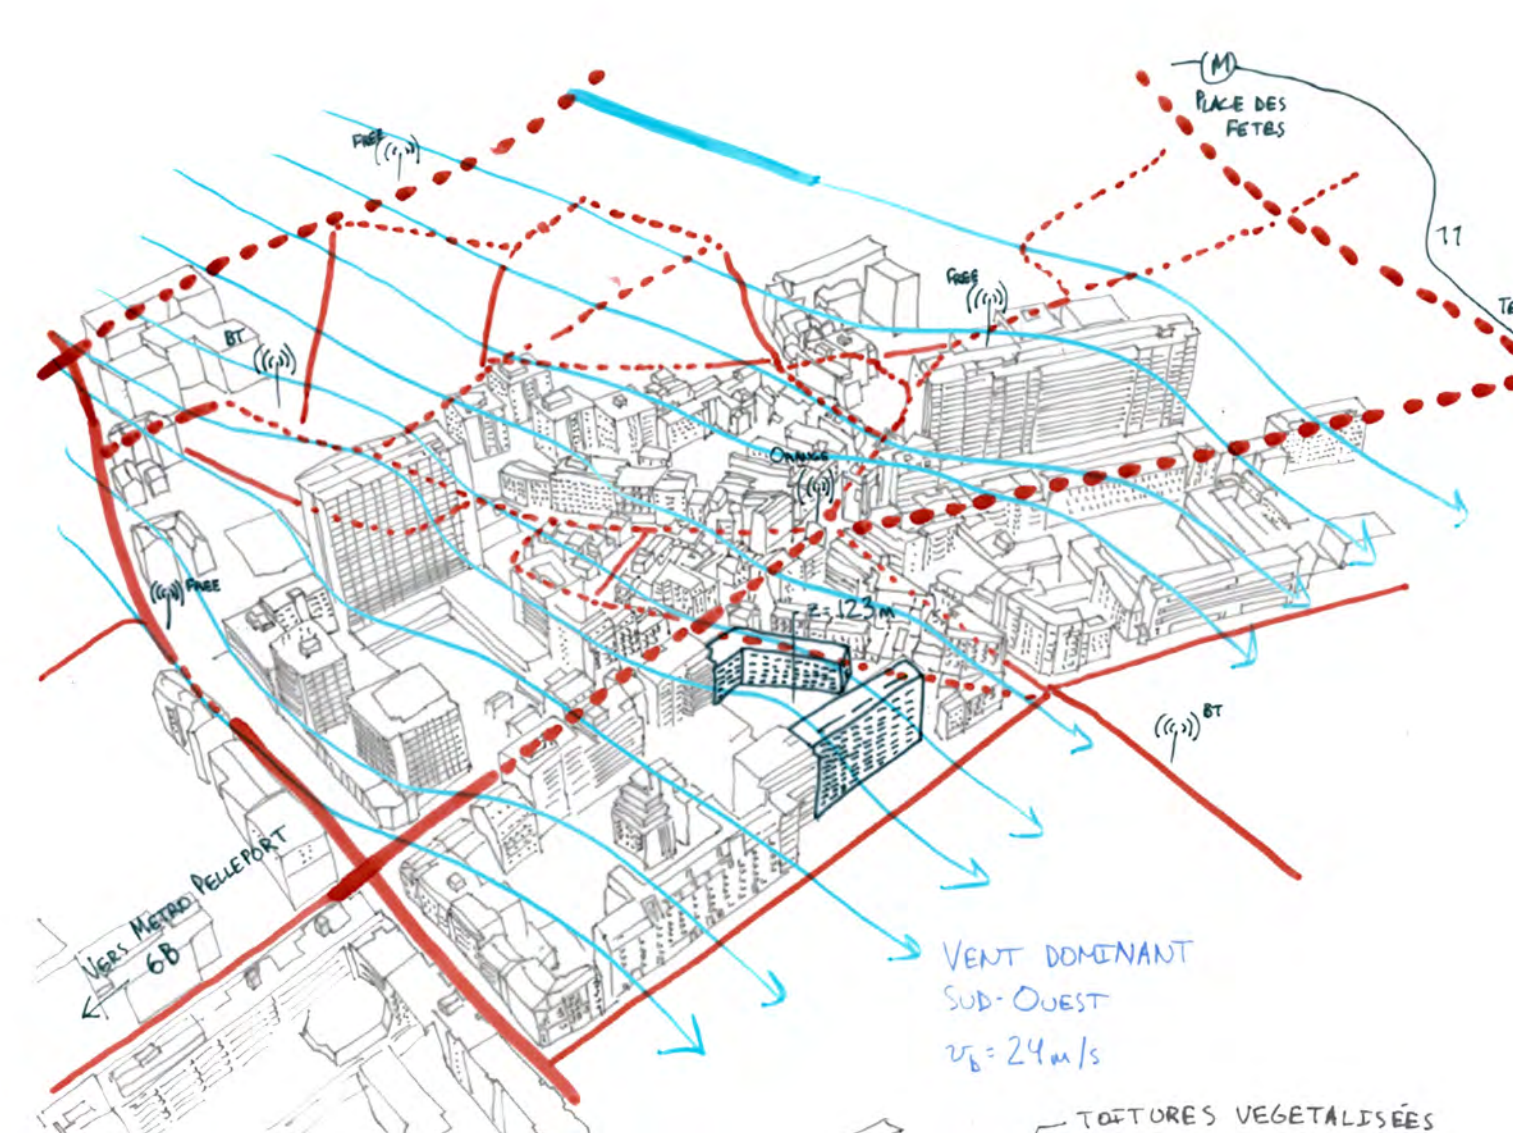 M
PLACE DES
FETES
11
FREE
FREE
BT
ORANGE
FREE
z=123m
BT
VERS METRO PELLEPORT
6B
VENT DOMINANT
SUD-OUEST
vb=24m/s
TOITURES VEGETALISÉES